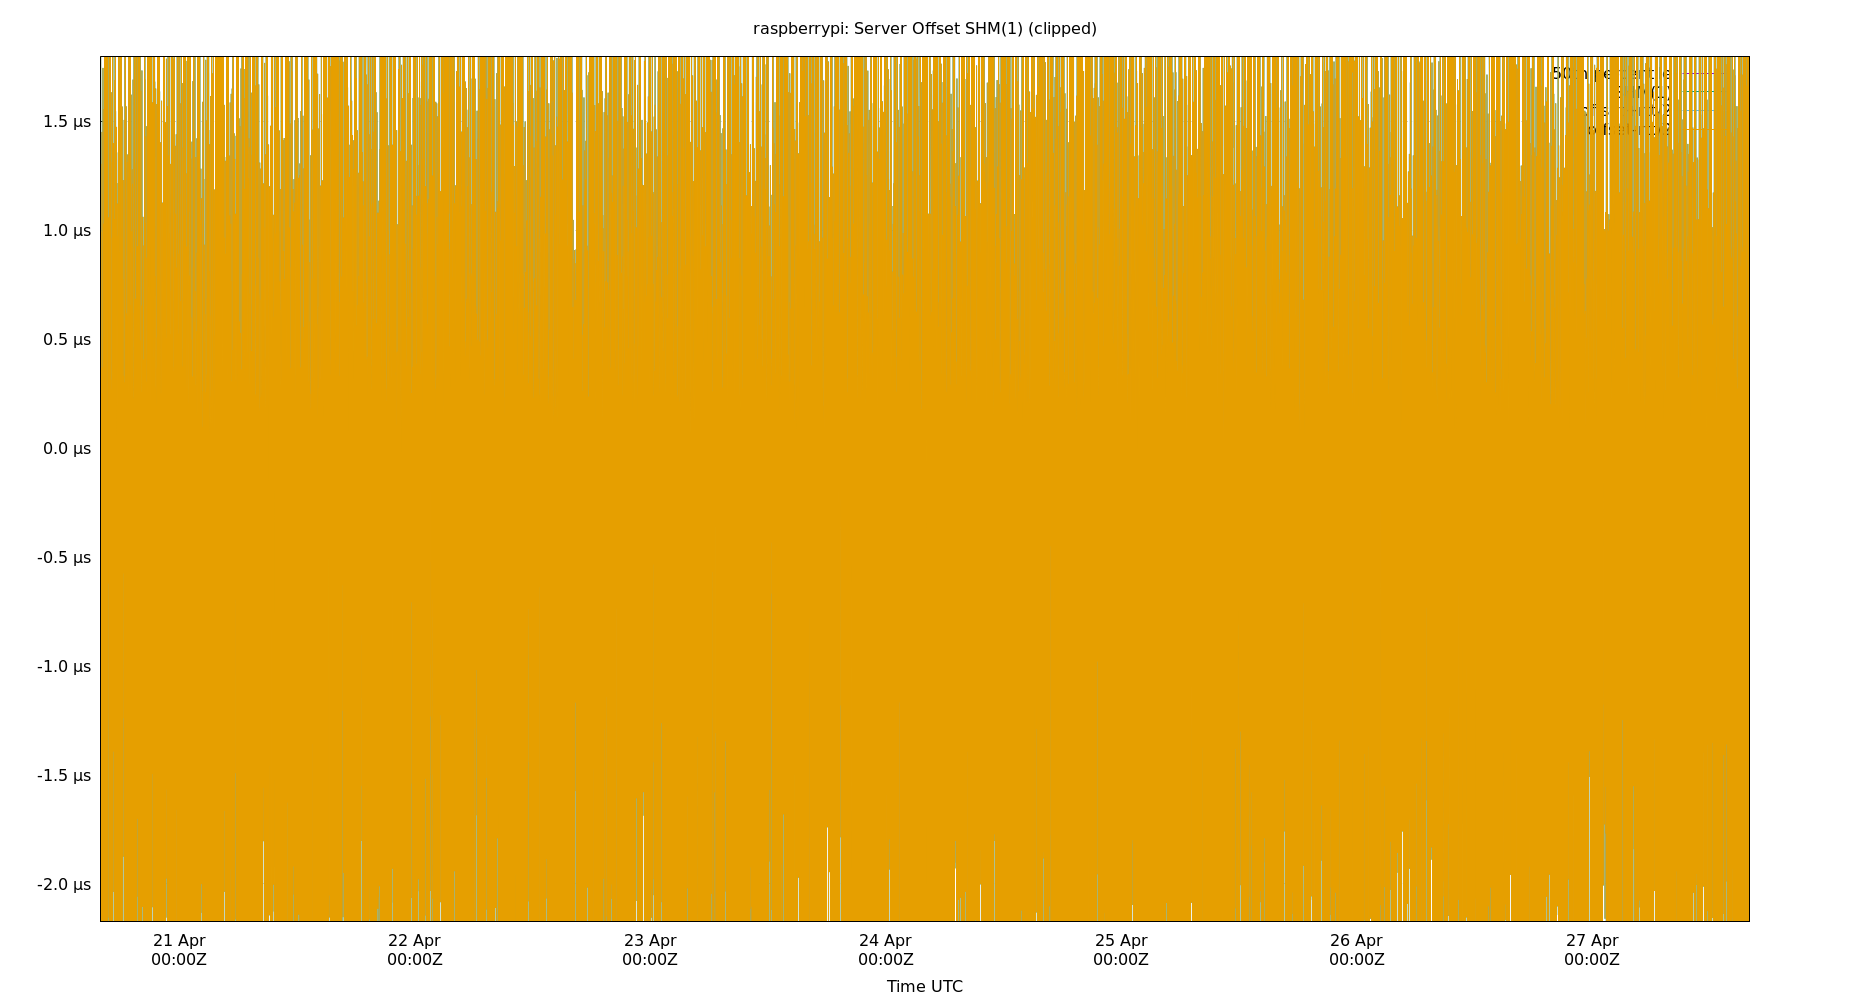 raspberrypi: Server Offset SHM(1) (clipped)
1.5 μs
1.0 μs
0.5 μs
0.0 μs
-0.5 μs
-1.0 μs
-1.5 μs
-2.0 μs
21 Apr 22 Apr 23 Apr 24 Apr 25 Apr 26 Apr 27 Apr
00:00Z 00:00Z 00:00Z 00:00Z 00:00Z 00:00Z 00:00Z
Time UTC